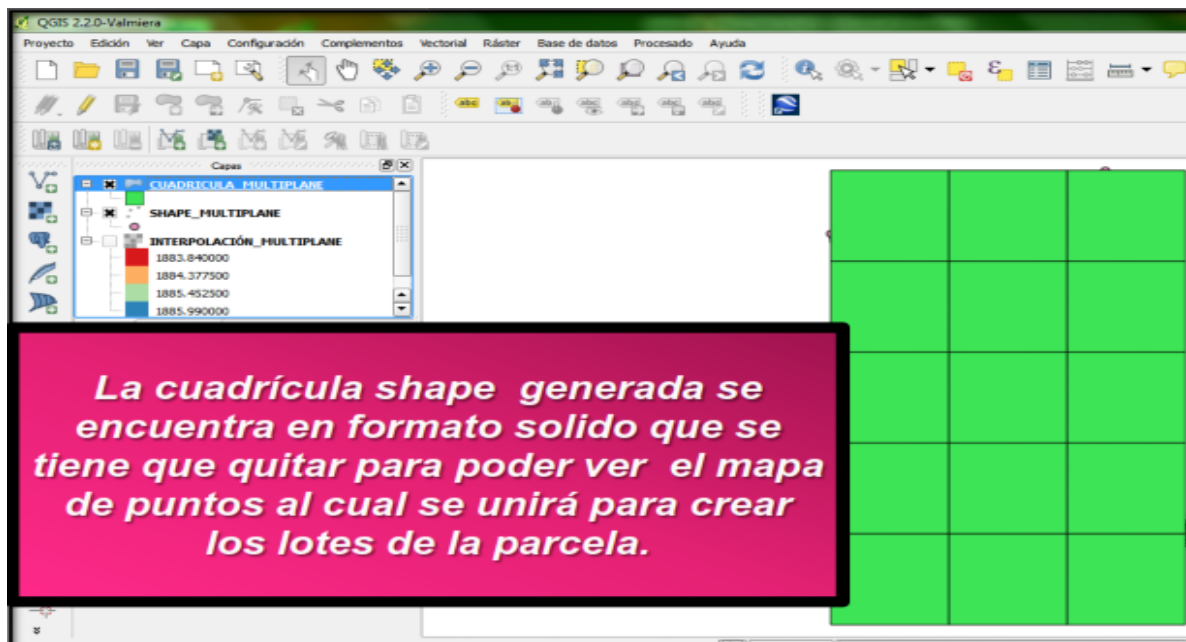 QGIS 2.2.0-Valmiera
Proyecto Edición Ver Capa Configuración Complementos Vectorial Ráster Base de datos Procesado Ayuda
Capas
CUADRICULA_MULTIPLANE
SHAPE_MULTIPLANE
INTERPOLACIÓN_MULTIPLANE
1883.840000
1884.377500
1885.452500
1885.990000
La cuadrícula shape generada se
encuentra en formato solido que se
tiene que quitar para poder ver el mapa
de puntos al cual se unirá para crear
los lotes de la parcela.